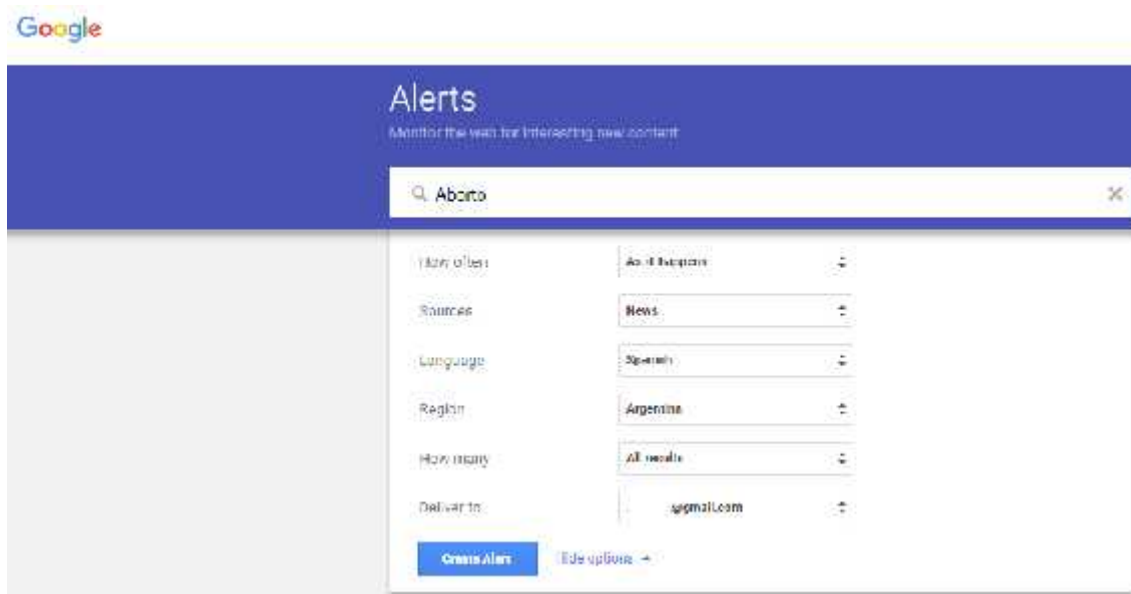 Google
Alerts
Monitor the web for interesting new content
Aborto
How often As it happens
Sources News
Language Spanish
Region Argentina
How many All results
Deliver to @gmail.com
Create Alert Hide options